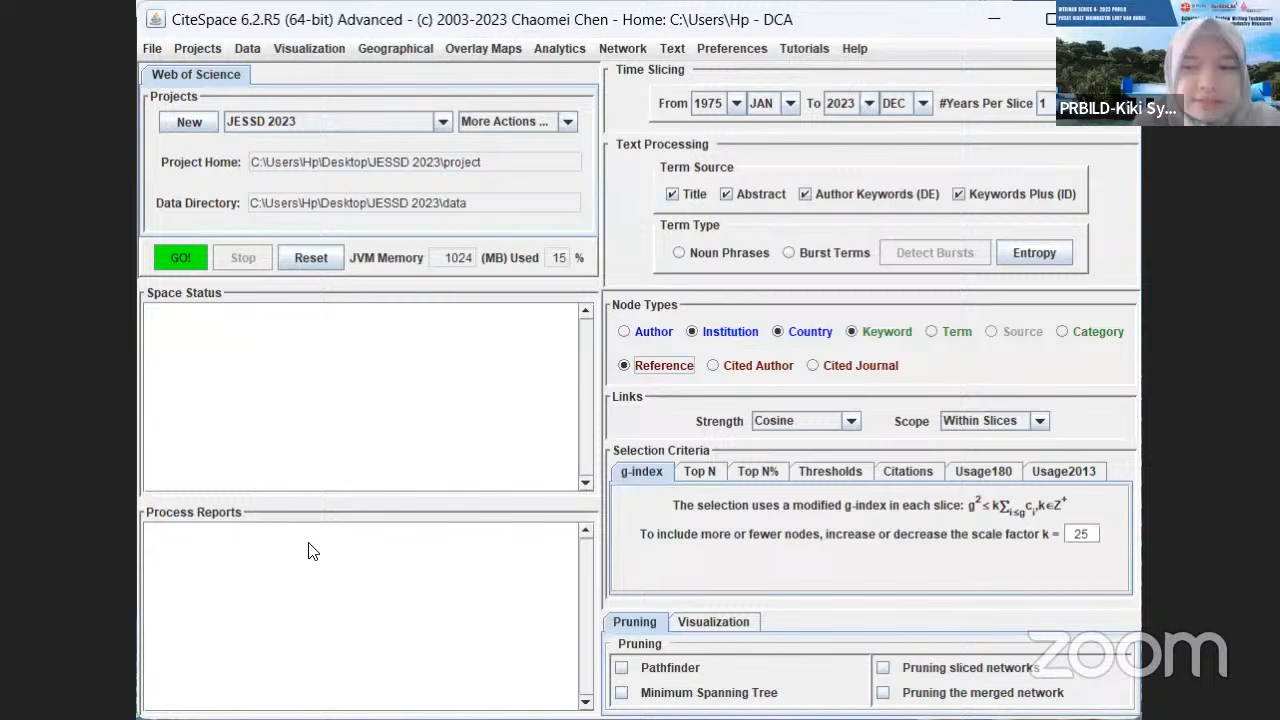 CiteSpace 6.2.R5 (64-bit) Advanced - (c) 2003-2023 Chaomei Chen - Home: C:\Users\Hp - DCA
File Projects Data Visualization Geographical Overlay Maps Analytics Network Text Preferences Tutorials Help
PRBILD-Kiki Sy...
Web of Science
Projects
New JESSD 2023 More Actions ...
Project Home: C:\Users\Hp\Desktop\JESSD 2023\project
Data Directory: C:\Users\Hp\Desktop\JESSD 2023\data
GO! Stop Reset JVM Memory 1024 (MB) Used 15 %
Space Status
Process Reports
Time Slicing
From 1975 JAN To 2023 DEC #Years Per Slice 1
Text Processing
Term Source
Title Abstract Author Keywords (DE) Keywords Plus (ID)
Term Type
Noun Phrases Burst Terms Detect Bursts Entropy
Node Types
Author Institution Country Keyword Term Source Category
Reference Cited Author Cited Journal
Links
Strength Cosine Scope Within Slices
Selection Criteria
g-index Top N Top N% Thresholds Citations Usage180 Usage2013
The selection uses a modified g-index in each slice: g² ≤ k∑i≤g ci, k∈Z⁺
To include more or fewer nodes, increase or decrease the scale factor k = 25
Pruning Visualization
Pruning
Pathfinder Pruning sliced networks
Minimum Spanning Tree Pruning the merged network
zoom